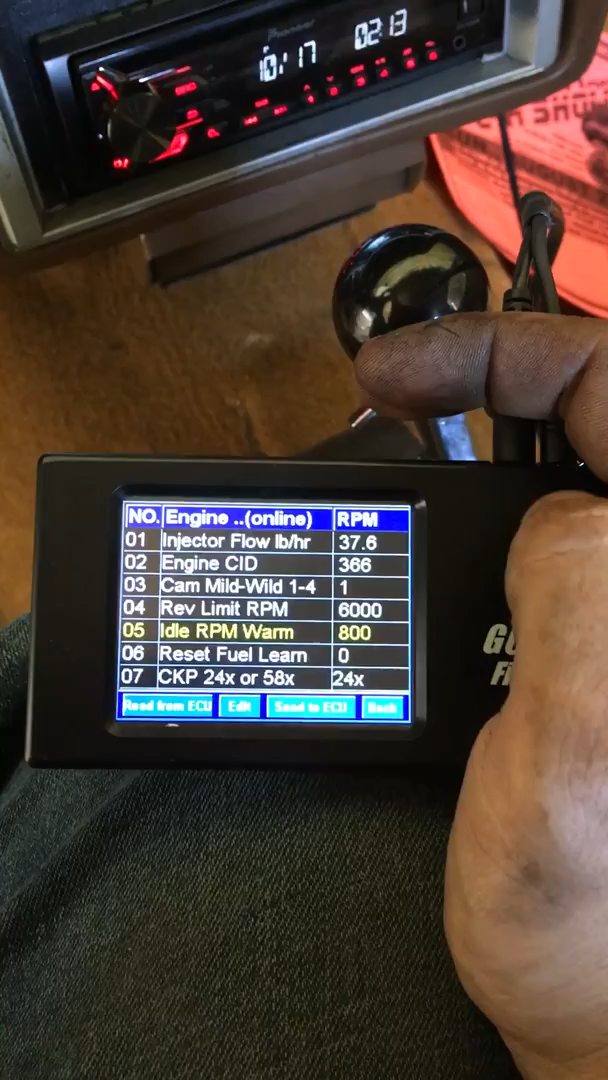 Pioneer
10/17 02:13
NO. Engine ..(online) RPM
01 Injector Flow lb/hr 37.6
02 Engine CID 366
03 Cam Mild-Wild 1-4 1
04 Rev Limit RPM 6000
05 Idle RPM Warm 800
06 Reset Fuel Learn 0
07 CKP 24x or 58x 24x
Read from ECU Edit Send to ECU Back